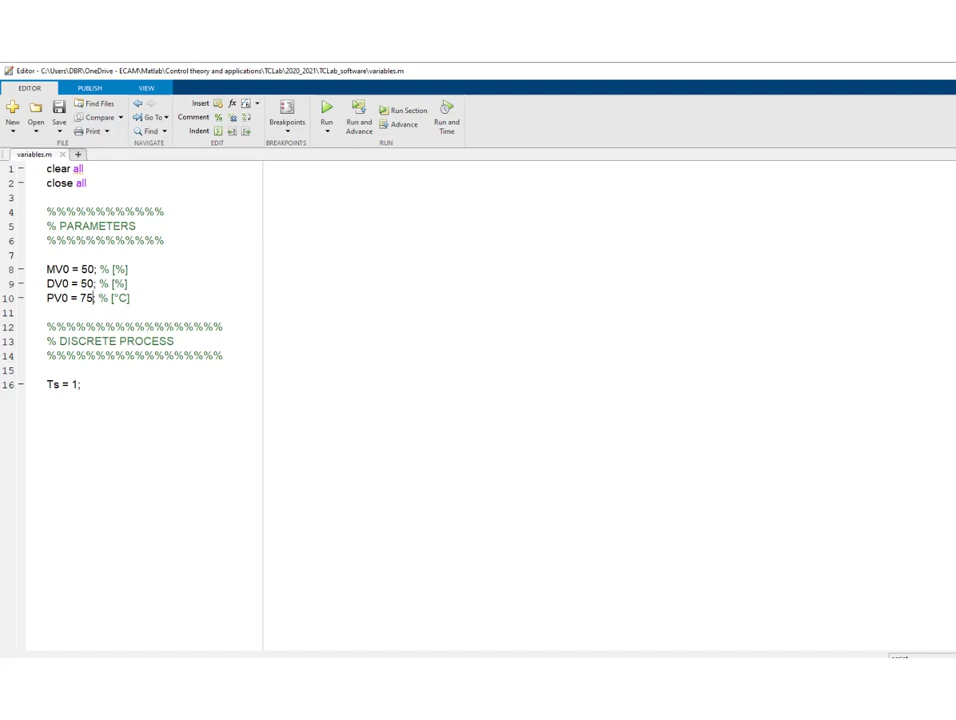 Editor - C:\Users\DBR\OneDrive - ECAM\Matlab\Control theory and applications\TCLab\2020_2021\TCLab_software\variables.m
EDITOR PUBLISH VIEW
New Open Save Find Files Compare Print Go To Find Insert fx Comment % Indent Breakpoints Run Run and Advance Run Section Advance Run and Time
FILE NAVIGATE EDIT BREAKPOINTS RUN
variables.m
1 clear all
2 close all
3
4 %%%%%%%%%%%%
5 % PARAMETERS
6 %%%%%%%%%%%%
7
8 MV0 = 50; % [%]
9 DV0 = 50; % [%]
10 PV0 = 75; % [°C]
11
12 %%%%%%%%%%%%%%%%%%
13 % DISCRETE PROCESS
14 %%%%%%%%%%%%%%%%%%
15
16 Ts = 1;